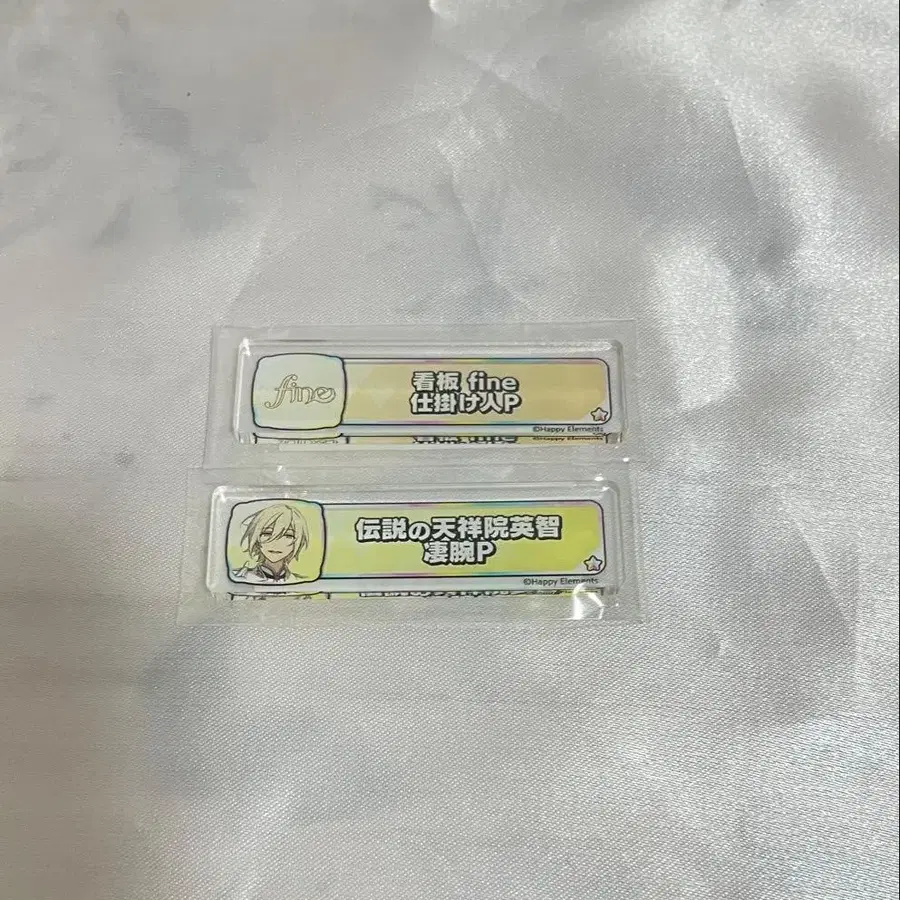 fine
看板 fine
仕掛け人P
©Happy Elements
伝説の天祥院英智
凄腕P
©Happy Elements